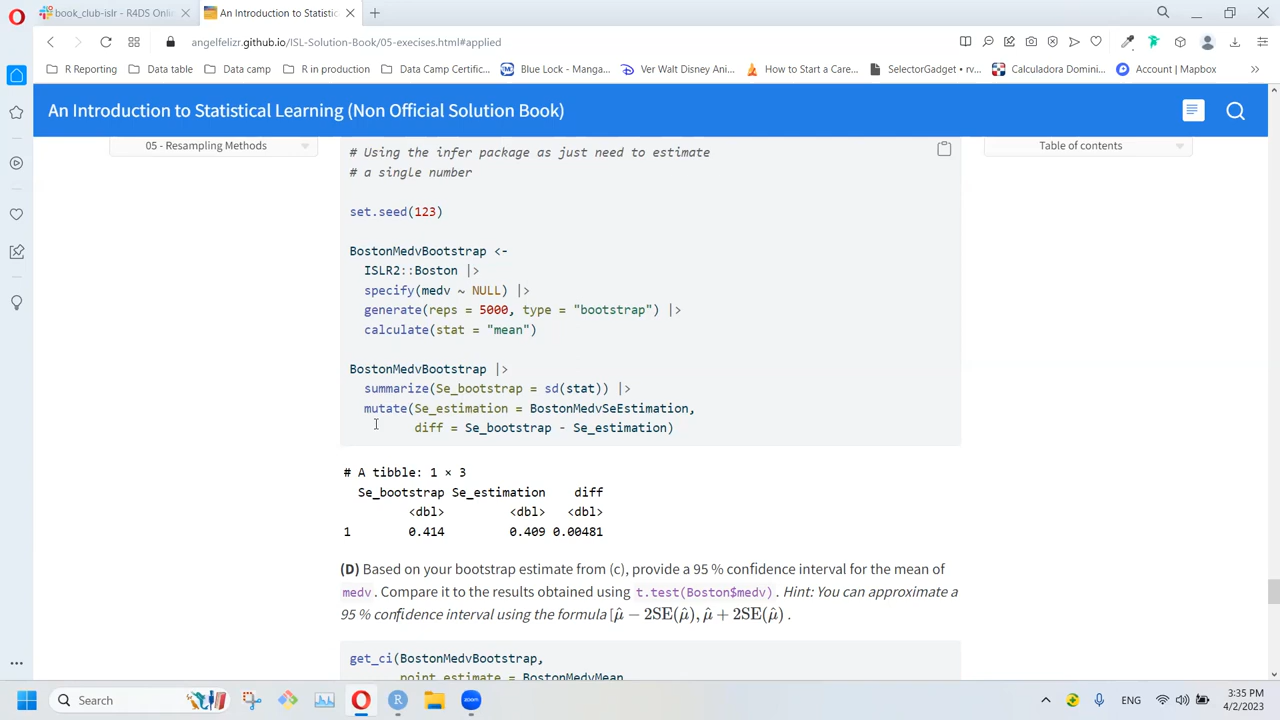 book_club-islr - R4DS Onli
An Introduction to Statistic
angelfelizr.github.io/ISL-Solution-Book/05-execises.html#applied
R Reporting
Data table
Data camp
R in production
Data Camp Certific...
Blue Lock - Manga...
Ver Walt Disney Ani...
How to Start a Care...
SelectorGadget • rv...
Calculadora Domini...
Account | Mapbox
An Introduction to Statistical Learning (Non Official Solution Book)
05 - Resampling Methods
Table of contents
# Using the infer package as just need to estimate
# a single number
set.seed(123)
BostonMedvBootstrap <-
ISLR2::Boston |>
specify(medv ~ NULL) |>
generate(reps = 5000, type = "bootstrap") |>
calculate(stat = "mean")
BostonMedvBootstrap |>
summarize(Se_bootstrap = sd(stat)) |>
mutate(Se_estimation = BostonMedvSeEstimation,
diff = Se_bootstrap - Se_estimation)
# A tibble: 1 × 3
Se_bootstrap Se_estimation diff
<dbl> <dbl> <dbl>
1 0.414 0.409 0.00481
(D) Based on your bootstrap estimate from (c), provide a 95 % confidence interval for the mean of
medv. Compare it to the results obtained using t.test(Boston$medv). Hint: You can approximate a
95 % confidence interval using the formula [μ̂ − 2SE(μ̂), μ̂ + 2SE(μ̂) .
get_ci(BostonMedvBootstrap,
point_estimate = BostonMedvMean
Search
R
zoom
ENG
3:35 PM
4/2/2023